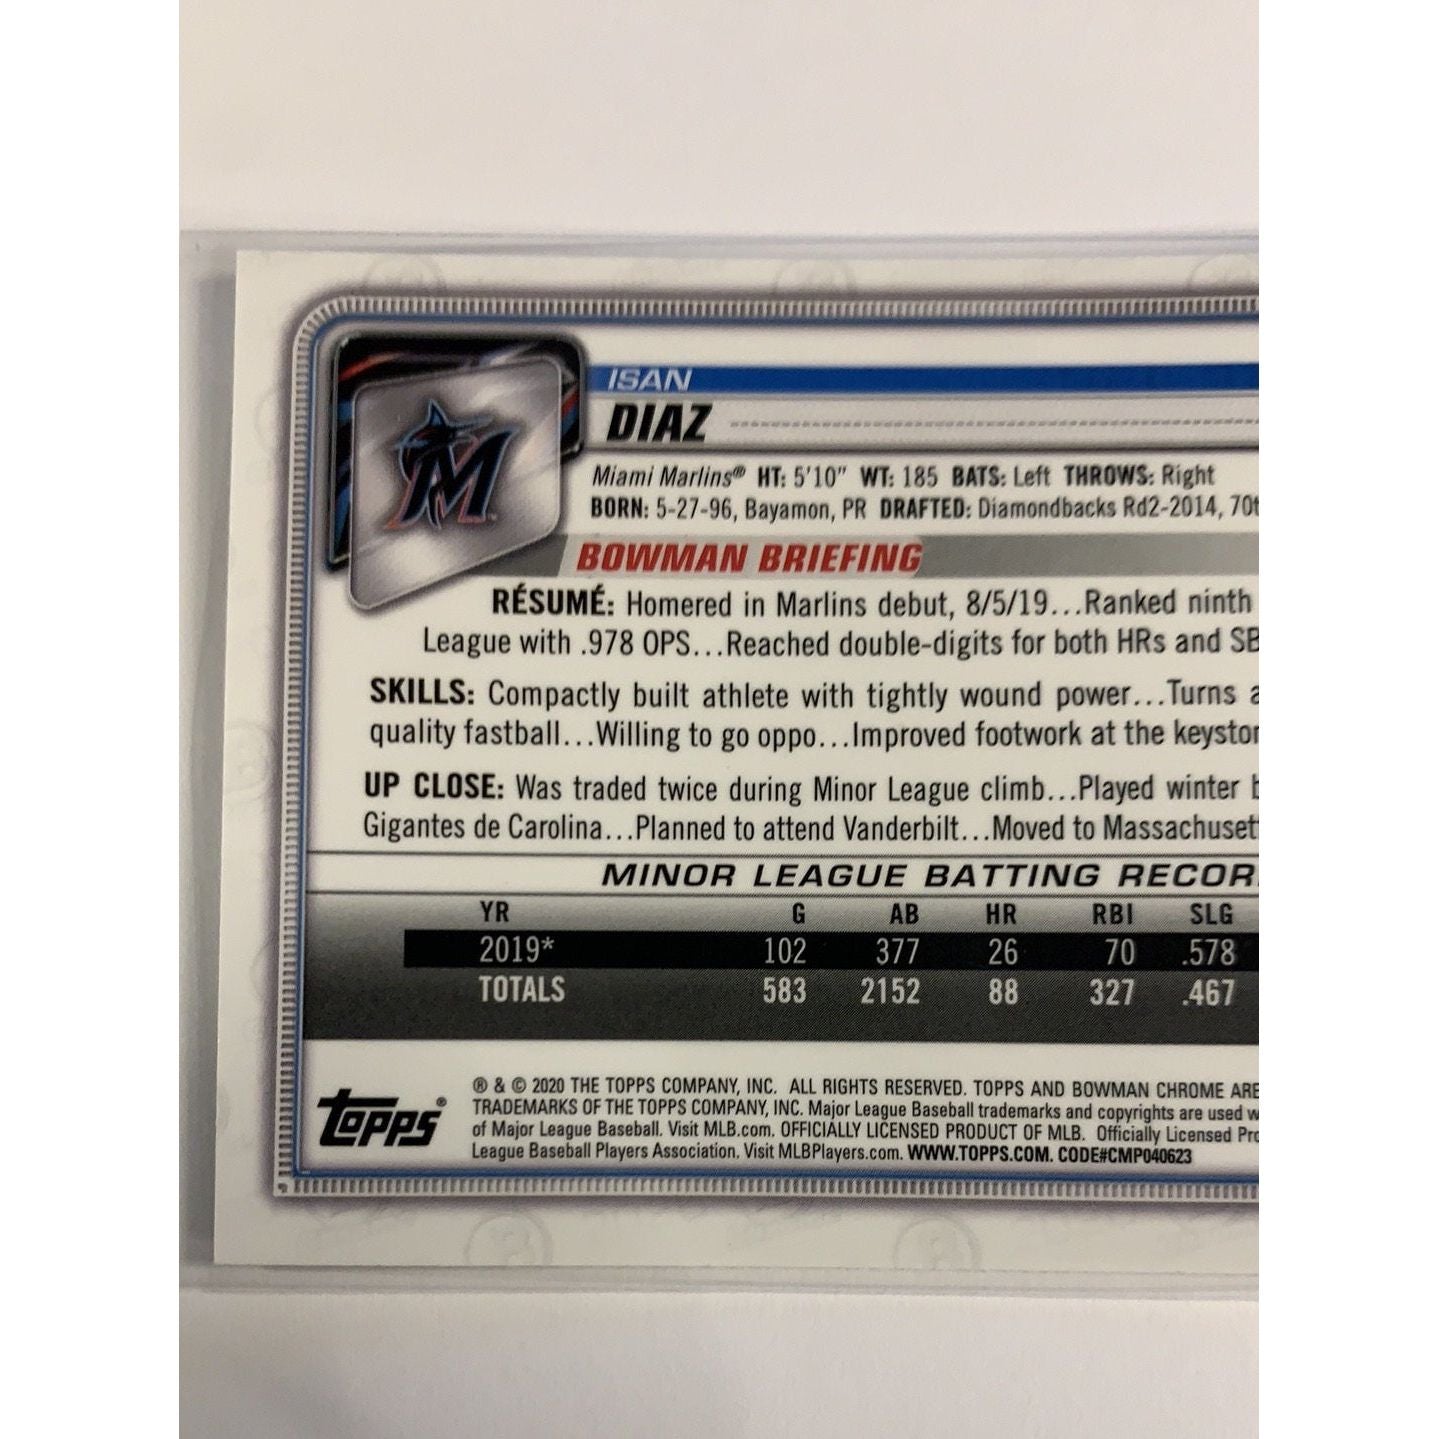 ISAN
DIAZ
Miami Marlins® HT: 5'10" WT: 185 BATS: Left THROWS: Right
BORN: 5-27-96, Bayamon, PR DRAFTED: Diamondbacks Rd2-2014, 70t
BOWMAN BRIEFING
RÉSUMÉ: Homered in Marlins debut, 8/5/19...Ranked ninth
League with .978 OPS...Reached double-digits for both HRs and SB
SKILLS: Compactly built athlete with tightly wound power...Turns a
quality fastball...Willing to go oppo...Improved footwork at the keyston
UP CLOSE: Was traded twice during Minor League climb...Played winter b
Gigantes de Carolina...Planned to attend Vanderbilt...Moved to Massachuset
MINOR LEAGUE BATTING RECOR
YR G AB HR RBI SLG
2019* 102 377 26 70 .578
TOTALS 583 2152 88 327 .467
® & © 2020 THE TOPPS COMPANY, INC. ALL RIGHTS RESERVED. TOPPS AND BOWMAN CHROME ARE
TRADEMARKS OF THE TOPPS COMPANY, INC. Major League Baseball trademarks and copyrights are used w
of Major League Baseball. Visit MLB.com. OFFICIALLY LICENSED PRODUCT OF MLB. Officially Licensed Pro
League Baseball Players Association. Visit MLBPlayers.com. WWW.TOPPS.COM. CODE#CMP040623
Topps®